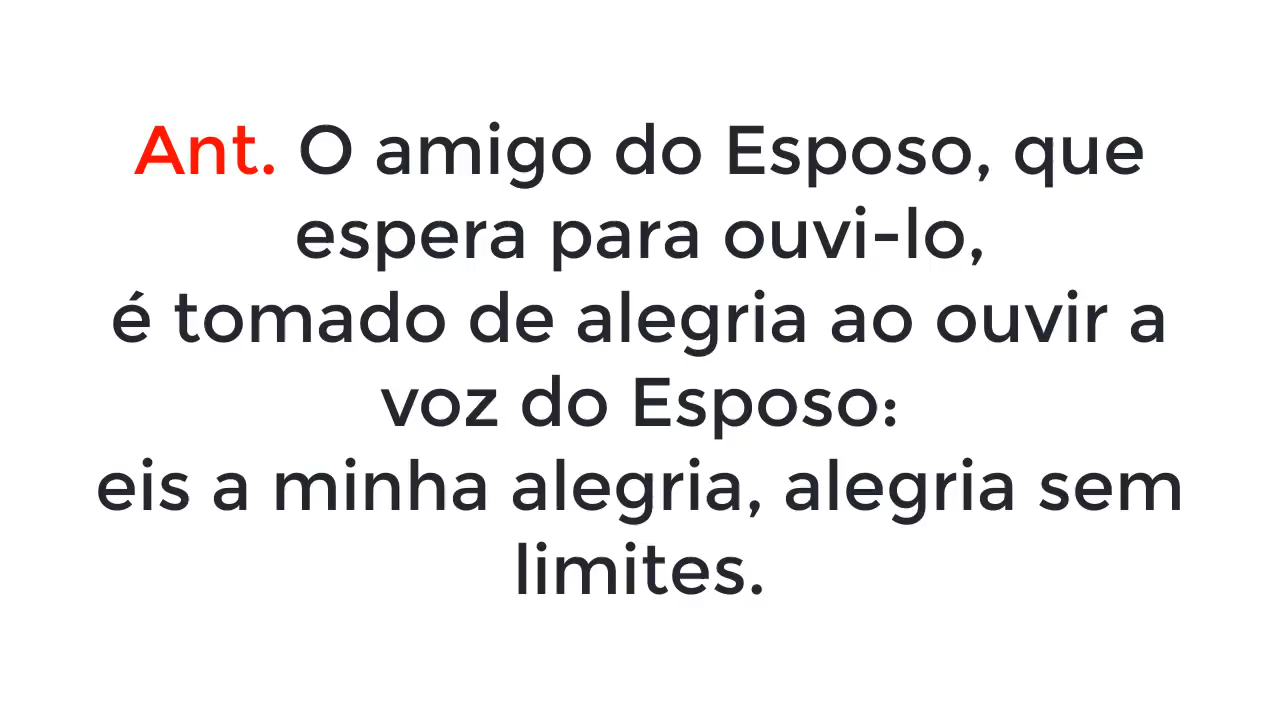 Ant. O amigo do Esposo, que
espera para ouvi-lo,
é tomado de alegria ao ouvir a
voz do Esposo:
eis a minha alegria, alegria sem
limites.